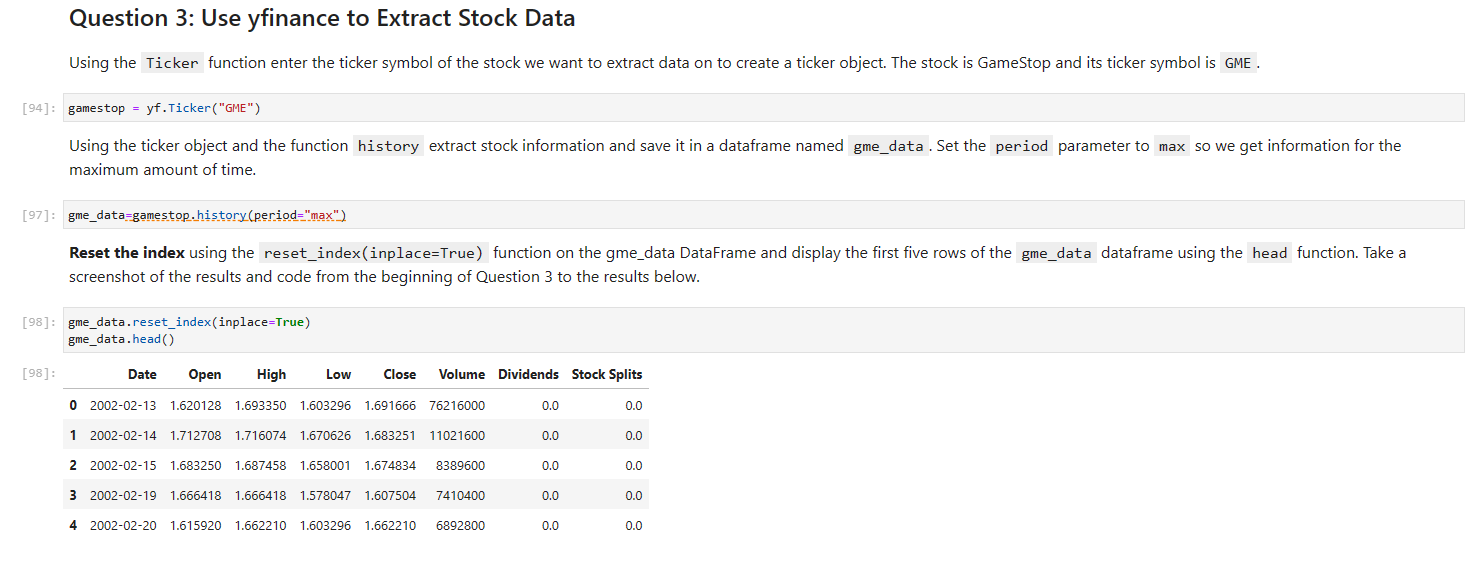 Question 3: Use yfinance to Extract Stock Data
Using the Ticker function enter the ticker symbol of the stock we want to extract data on to create a ticker object. The stock is GameStop and its ticker symbol is GME.
[94]: gamestop = yf.Ticker("GME")
Using the ticker object and the function history extract stock information and save it in a dataframe named gme_data. Set the period parameter to max so we get information for the
maximum amount of time.
[97]: gme_data=gamestop.history(period="max")
Reset the index using the reset_index(inplace=True) function on the gme_data DataFrame and display the first five rows of the gme_data dataframe using the head function. Take a
screenshot of the results and code from the beginning of Question 3 to the results below.
[98]: gme_data.reset_index(inplace=True)
gme_data.head()
[98]: Date Open High Low Close Volume Dividends Stock Splits
0 2002-02-13 1.620128 1.693350 1.603296 1.691666 76216000 0.0 0.0
1 2002-02-14 1.712708 1.716074 1.670626 1.683251 11021600 0.0 0.0
2 2002-02-15 1.683250 1.687458 1.658001 1.674834 8389600 0.0 0.0
3 2002-02-19 1.666418 1.666418 1.578047 1.607504 7410400 0.0 0.0
4 2002-02-20 1.615920 1.662210 1.603296 1.662210 6892800 0.0 0.0